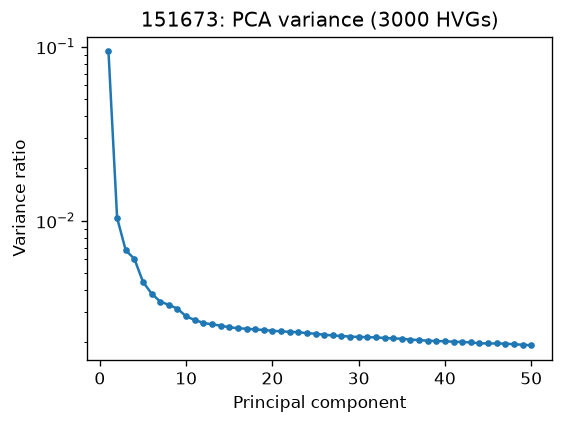 151673: PCA variance (3000 HVGs)
10⁻¹
10⁻²
Variance ratio
0 10 20 30 40 50
Principal component